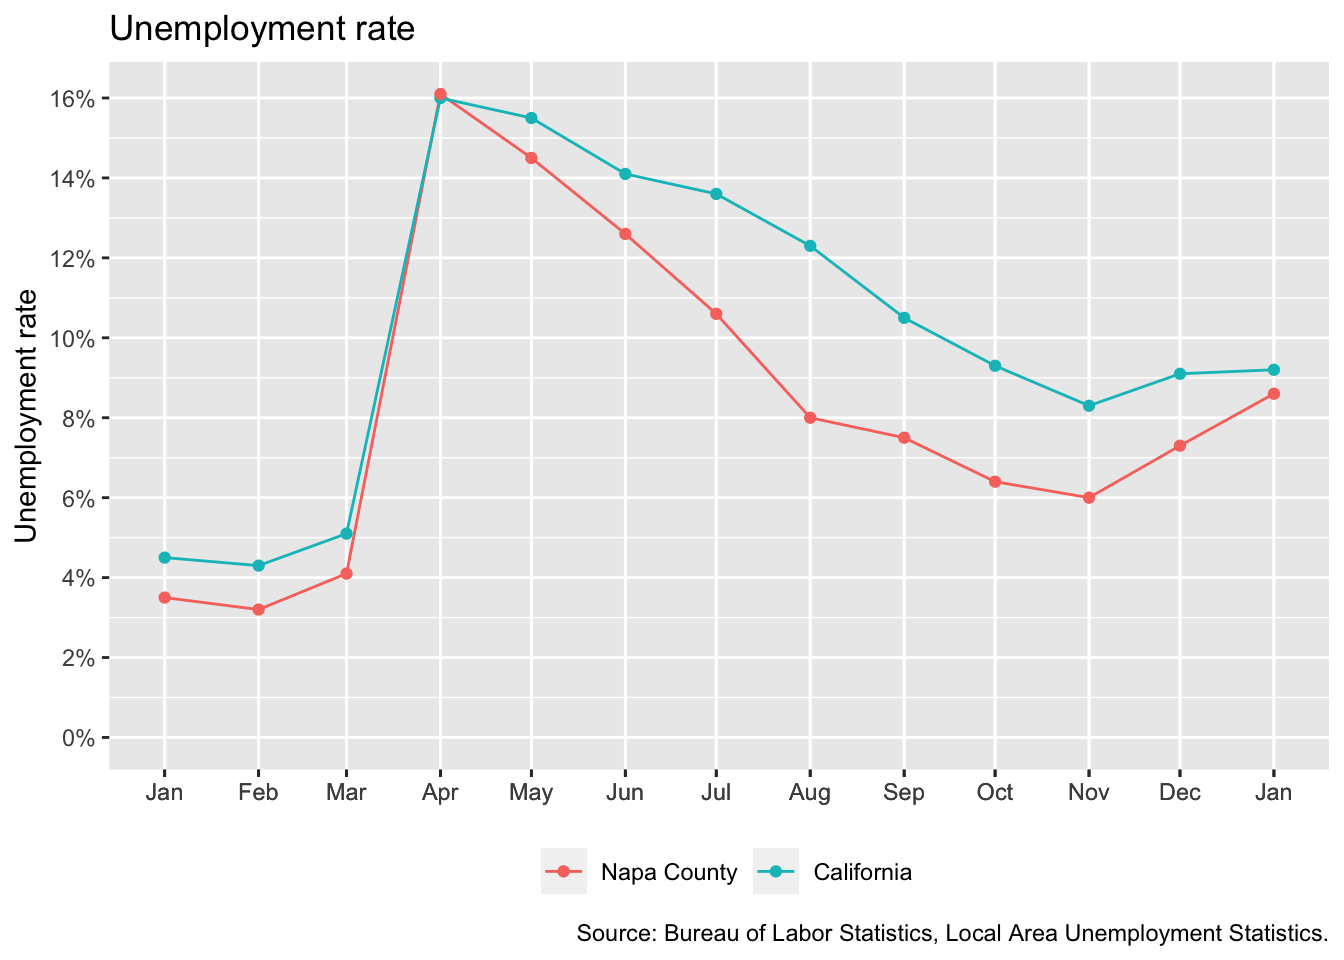 Unemployment rate
Unemployment rate
16%
14%
12%
10%
8%
6%
4%
2%
0%
Jan Feb Mar Apr May Jun Jul Aug Sep Oct Nov Dec Jan
Napa County California
Source: Bureau of Labor Statistics, Local Area Unemployment Statistics.